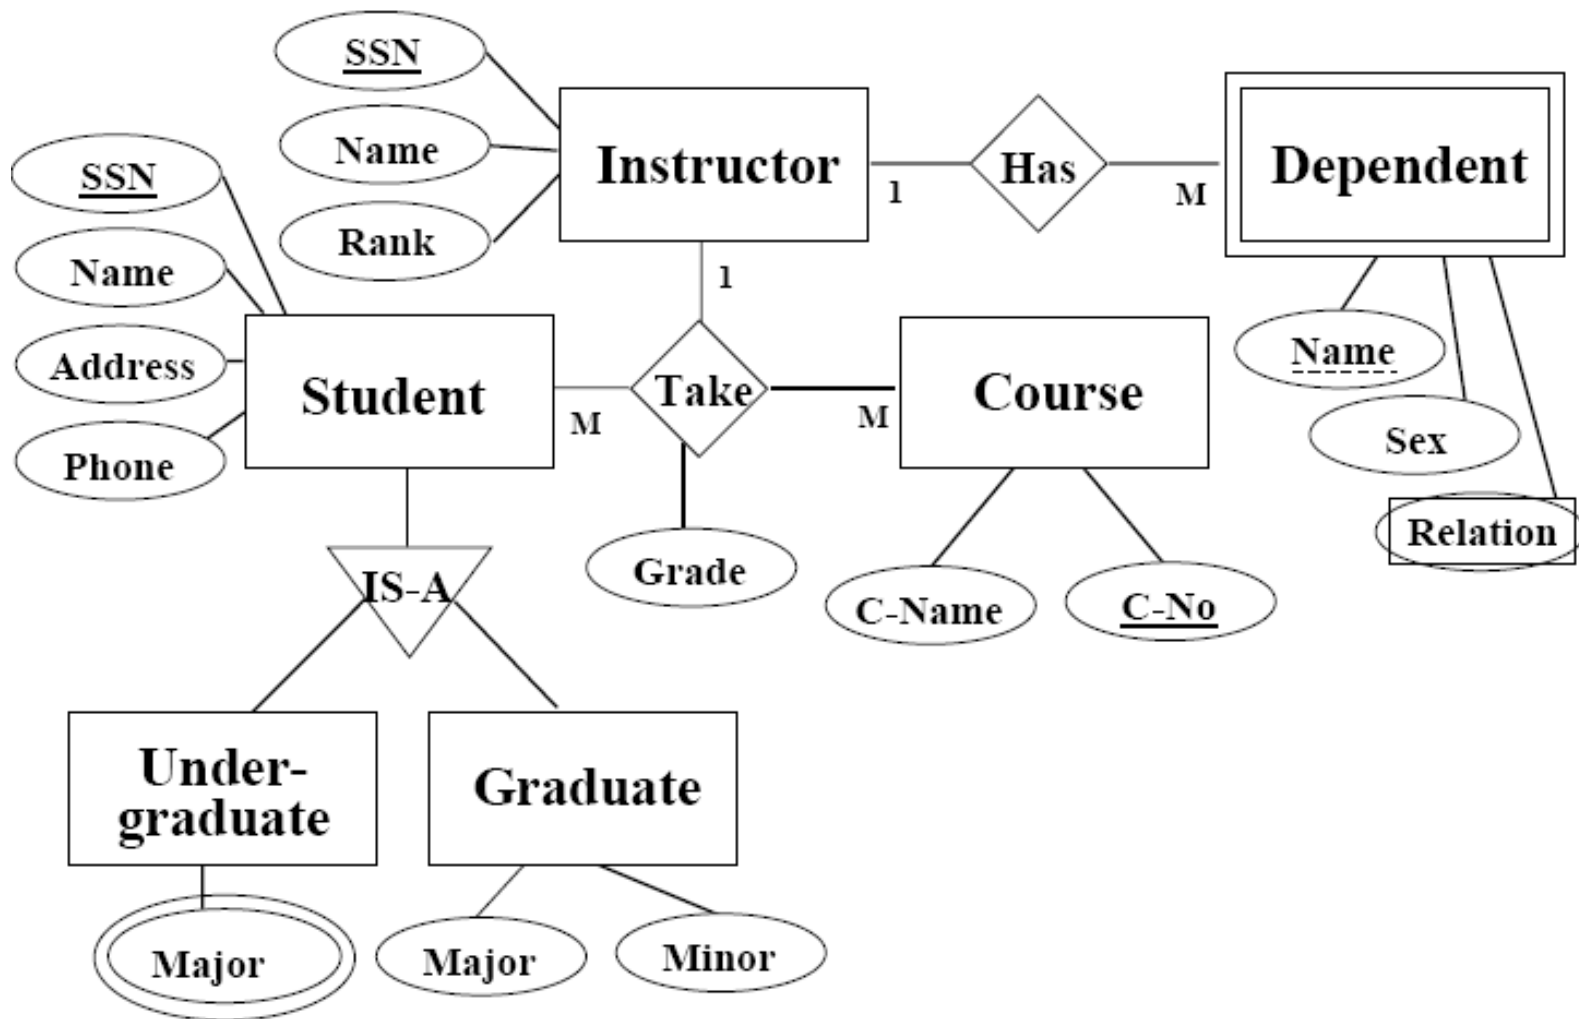 SSN
Name
Rank
Instructor
1
Has
M
Dependent
SSN
Name
Address
Phone
Student
M
1
Take
M
Course
Name
Sex
Relation
Grade
C-Name
C-No
IS-A
Under-
graduate
Graduate
Major
Major
Minor